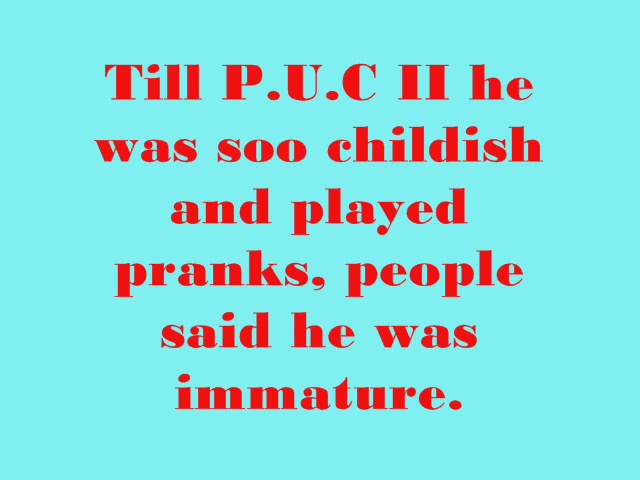 Till P.U.C II he
was soo childish
and played
pranks, people
said he was
immature.